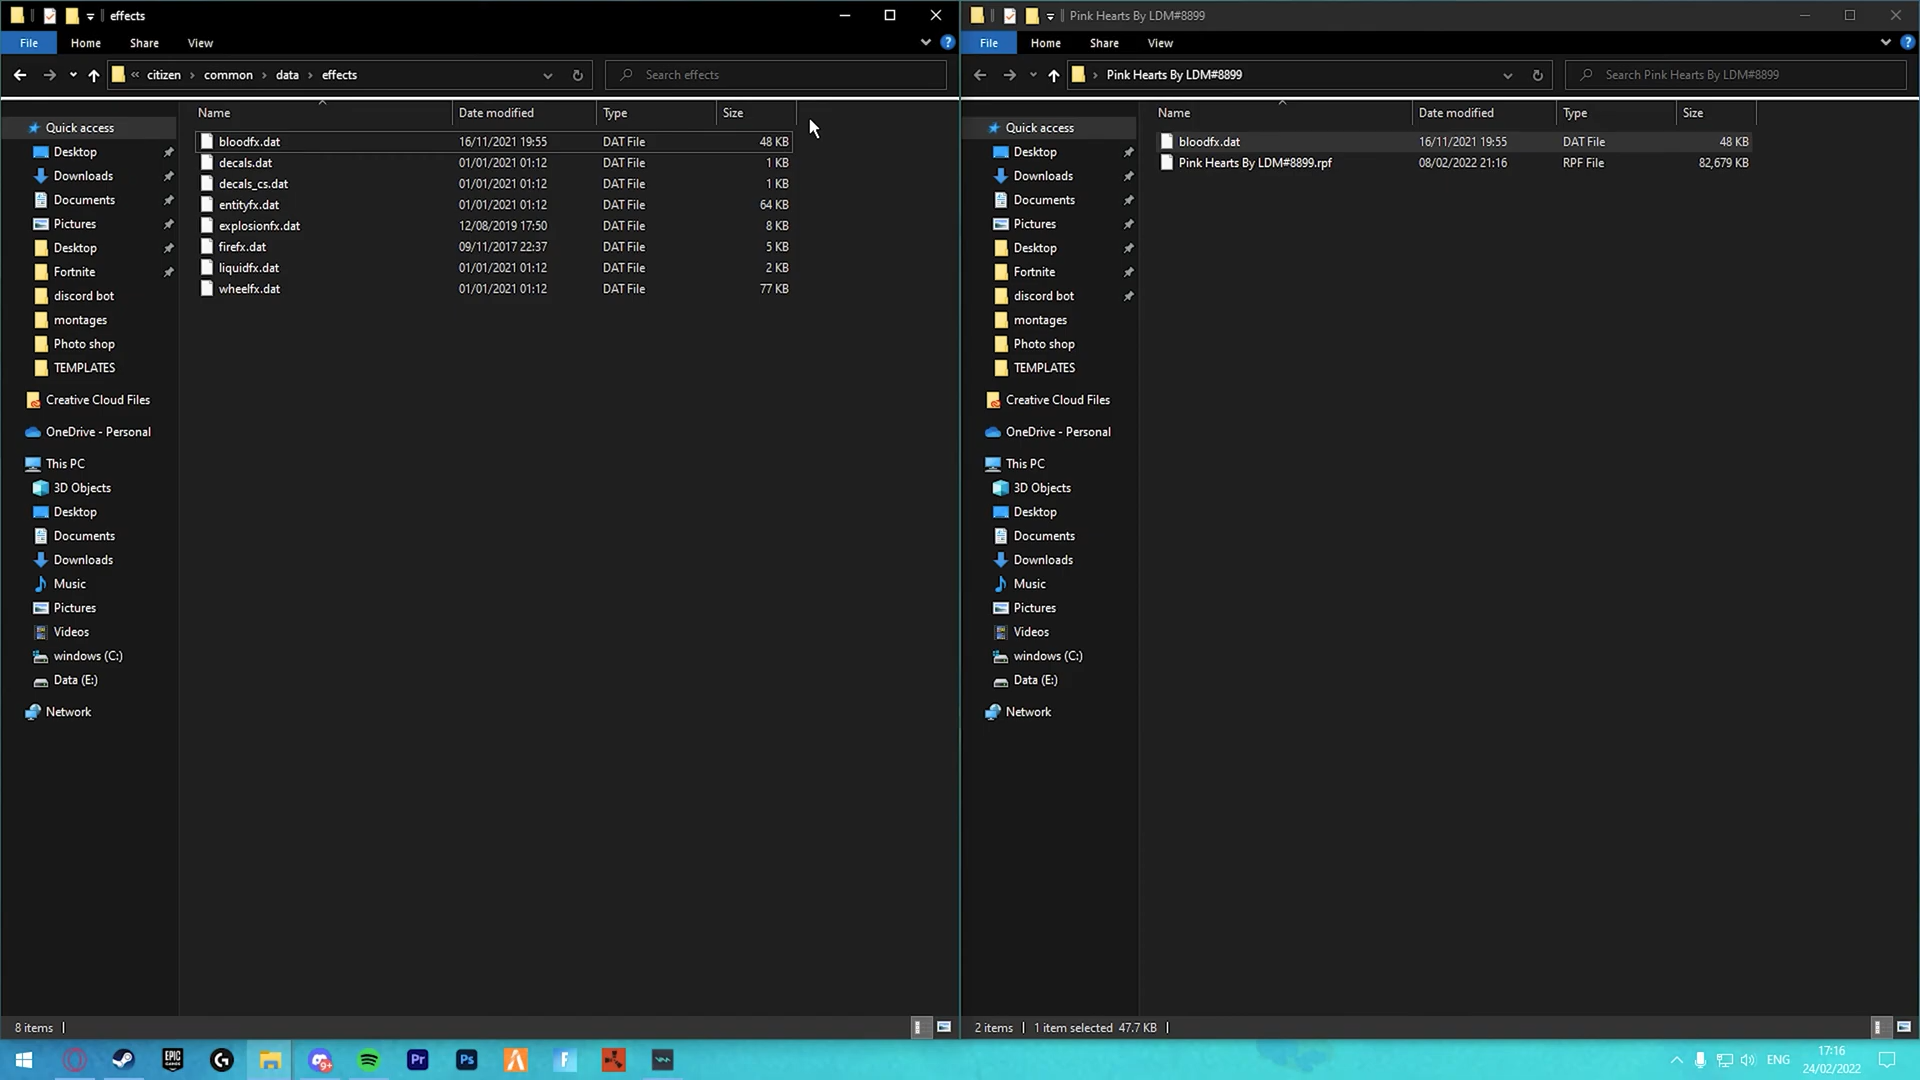 effects
File Home Share View
« citizen › common › data › effects
Search effects
Name Date modified Type Size
bloodfx.dat 16/11/2021 19:55 DAT File 48 KB
decals.dat 01/01/2021 01:12 DAT File 1 KB
decals_cs.dat 01/01/2021 01:12 DAT File 1 KB
entityfx.dat 01/01/2021 01:12 DAT File 64 KB
explosionfx.dat 12/08/2019 17:50 DAT File 8 KB
firefx.dat 09/11/2017 22:37 DAT File 5 KB
liquidfx.dat 01/01/2021 01:12 DAT File 2 KB
wheelfx.dat 01/01/2021 01:12 DAT File 77 KB
Quick access
Desktop
Downloads
Documents
Pictures
Desktop
Fortnite
discord bot
montages
Photo shop
TEMPLATES
Creative Cloud Files
OneDrive - Personal
This PC
3D Objects
Desktop
Documents
Downloads
Music
Pictures
Videos
windows (C:)
Data (E:)
Network
8 items
Pink Hearts By LDM#8899
File Home Share View
› Pink Hearts By LDM#8899
Search Pink Hearts By LDM#8899
Name Date modified Type Size
bloodfx.dat 16/11/2021 19:55 DAT File 48 KB
Pink Hearts By LDM#8899.rpf 08/02/2022 21:16 RPF File 82,679 KB
Quick access
Desktop
Downloads
Documents
Pictures
Desktop
Fortnite
discord bot
montages
Photo shop
TEMPLATES
Creative Cloud Files
OneDrive - Personal
This PC
3D Objects
Desktop
Documents
Downloads
Music
Pictures
Videos
windows (C:)
Data (E:)
Network
2 items 1 item selected 47.7 KB
EPIC GAMES
9+
Pr
Ps
ENG
17:16
24/02/2022